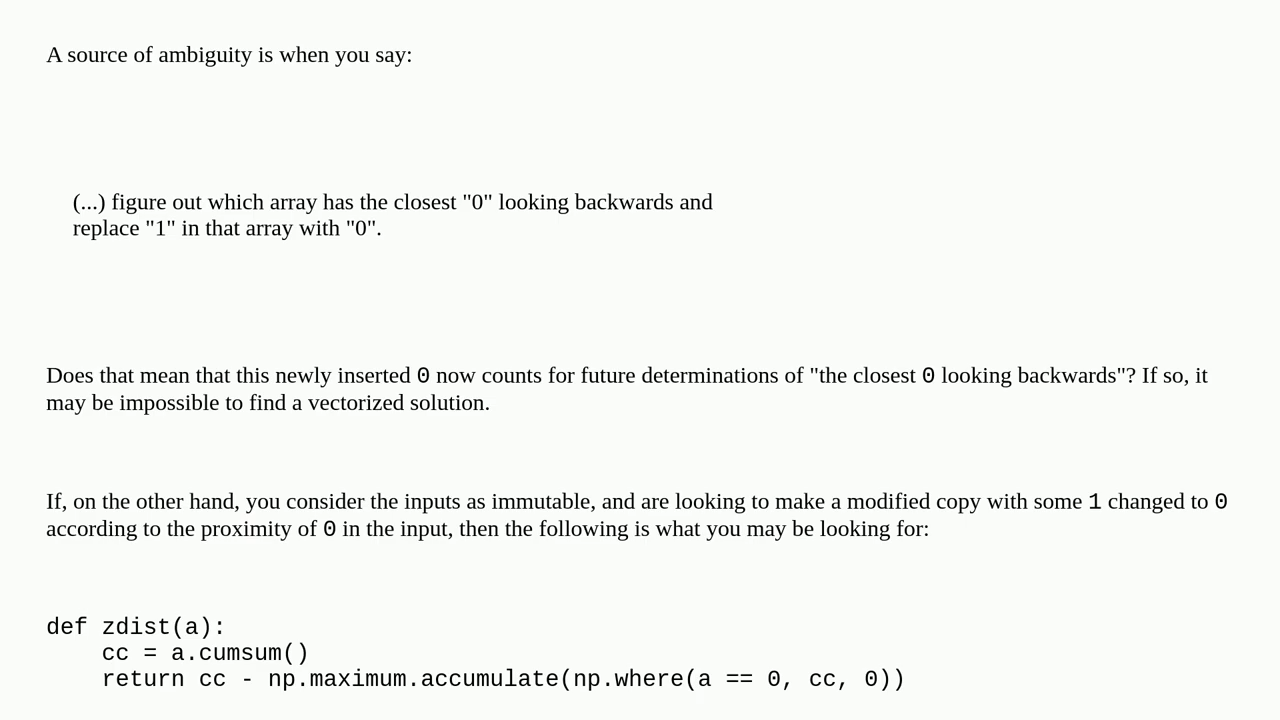 A source of ambiguity is when you say:
(...) figure out which array has the closest "0" looking backwards and
replace "1" in that array with "0".
Does that mean that this newly inserted 0 now counts for future determinations of "the closest 0 looking backwards"? If so, it
may be impossible to find a vectorized solution.
If, on the other hand, you consider the inputs as immutable, and are looking to make a modified copy with some 1 changed to 0
according to the proximity of 0 in the input, then the following is what you may be looking for:
def zdist(a):
    cc = a.cumsum()
    return cc - np.maximum.accumulate(np.where(a == 0, cc, 0))